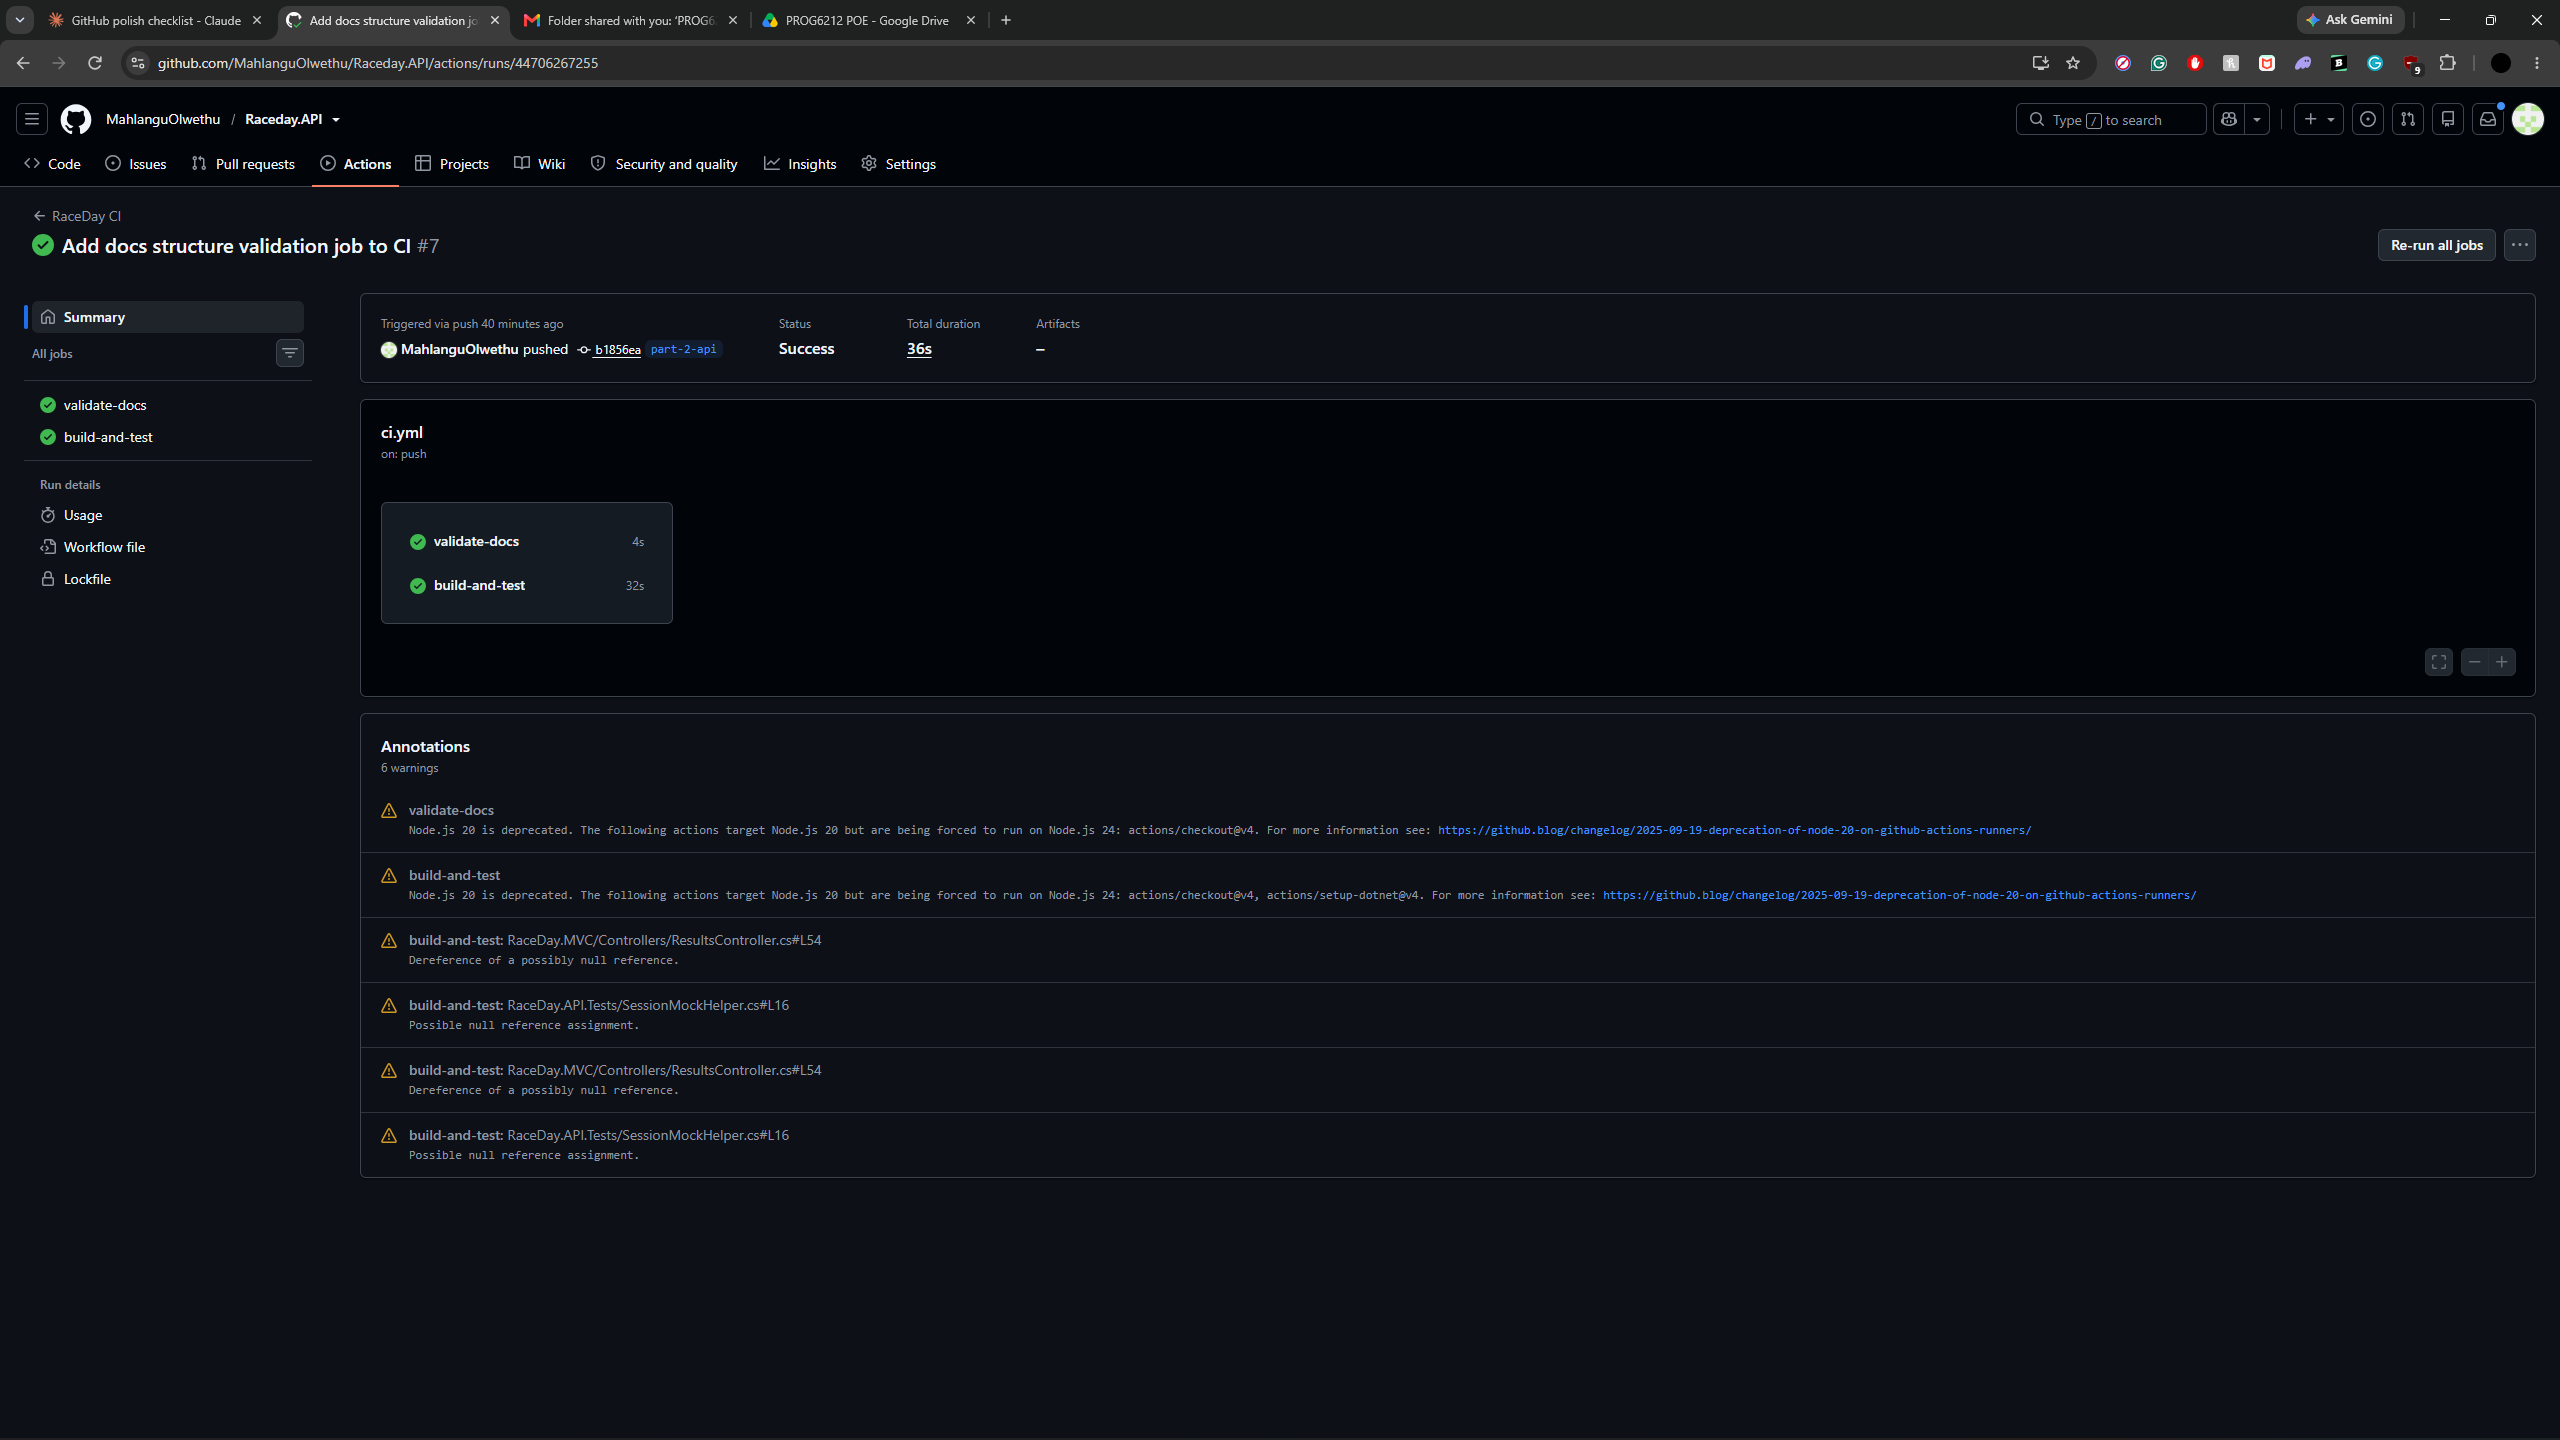 GitHub polish checklist - Claude
Add docs structure validation jo
Folder shared with you: 'PROG6
PROG6212 POE - Google Drive
Ask Gemini
github.com/MahlanguOlwethu/Raceday.API/actions/runs/44706267255
9
MahlanguOlwethu / Raceday.API
Type / to search
Code
Issues
Pull requests
Actions
Projects
Wiki
Security and quality
Insights
Settings
RaceDay CI
Add docs structure validation job to CI #7
Re-run all jobs
Summary
All jobs
validate-docs
build-and-test
Run details
Usage
Workflow file
Lockfile
Triggered via push 40 minutes ago
MahlanguOlwethu pushed b1856ea part-2-api
Status
Success
Total duration
36s
Artifacts
–
ci.yml
on: push
validate-docs 4s
build-and-test 32s
Annotations
6 warnings
validate-docs
Node.js 20 is deprecated. The following actions target Node.js 20 but are being forced to run on Node.js 24: actions/checkout@v4. For more information see: https://github.blog/changelog/2025-09-19-deprecation-of-node-20-on-github-actions-runners/
build-and-test
Node.js 20 is deprecated. The following actions target Node.js 20 but are being forced to run on Node.js 24: actions/checkout@v4, actions/setup-dotnet@v4. For more information see: https://github.blog/changelog/2025-09-19-deprecation-of-node-20-on-github-actions-runners/
build-and-test: RaceDay.MVC/Controllers/ResultsController.cs#L54
Dereference of a possibly null reference.
build-and-test: RaceDay.API.Tests/SessionMockHelper.cs#L16
Possible null reference assignment.
build-and-test: RaceDay.MVC/Controllers/ResultsController.cs#L54
Dereference of a possibly null reference.
build-and-test: RaceDay.API.Tests/SessionMockHelper.cs#L16
Possible null reference assignment.